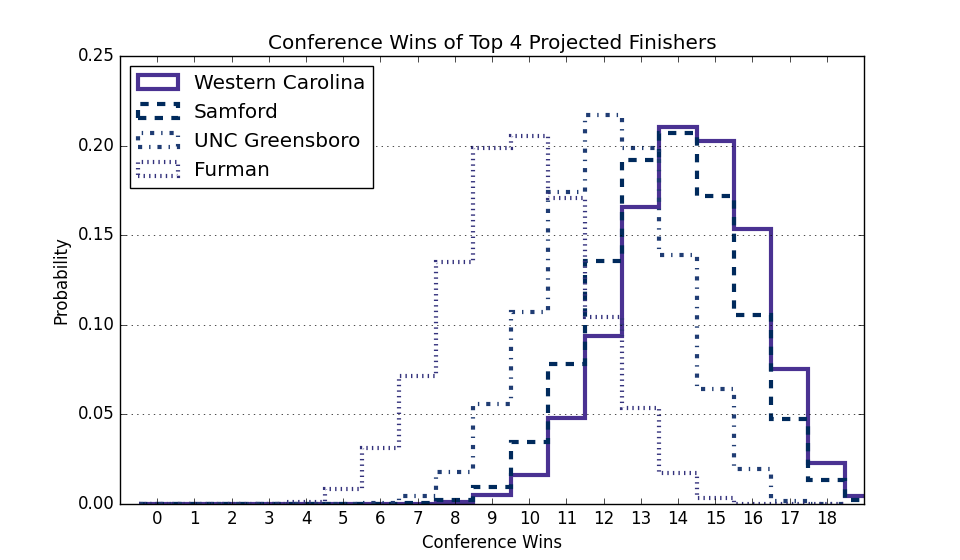 Conference Wins of Top 4 Projected Finishers
0.25
0.20
0.15
0.10
0.05
0.00
Probability
Western Carolina
Samford
UNC Greensboro
Furman
0 1 2 3 4 5 6 7 8 9 10 11 12 13 14 15 16 17 18
Conference Wins